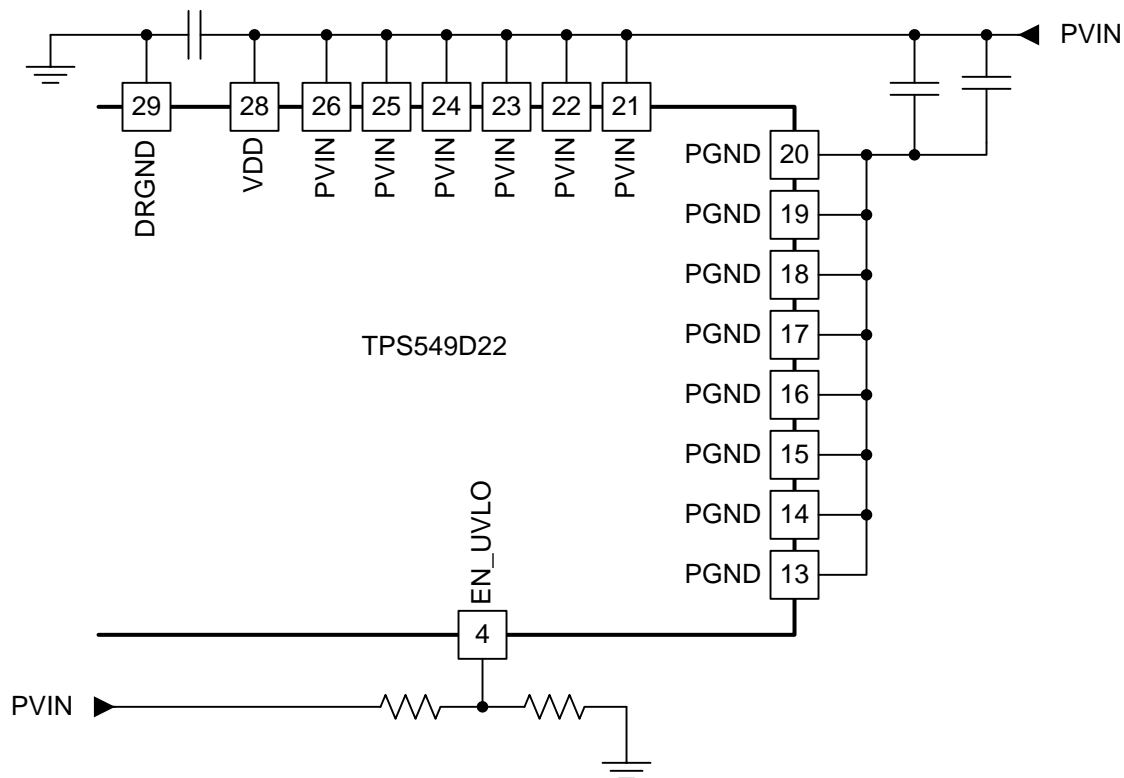 PVIN
29
28
26
25
24
23
22
21
DRGND
VDD
PVIN
PVIN
PVIN
PVIN
PVIN
PVIN
PGND 20
PGND 19
PGND 18
TPS549D22
PGND 17
PGND 16
PGND 15
PGND 14
PGND 13
EN_UVLO
4
PVIN